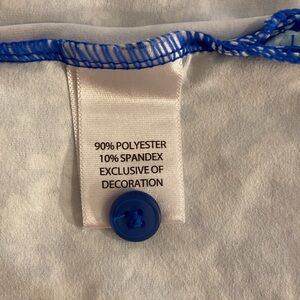 90% POLYESTER
10% SPANDEX
EXCLUSIVE OF
DECORATION